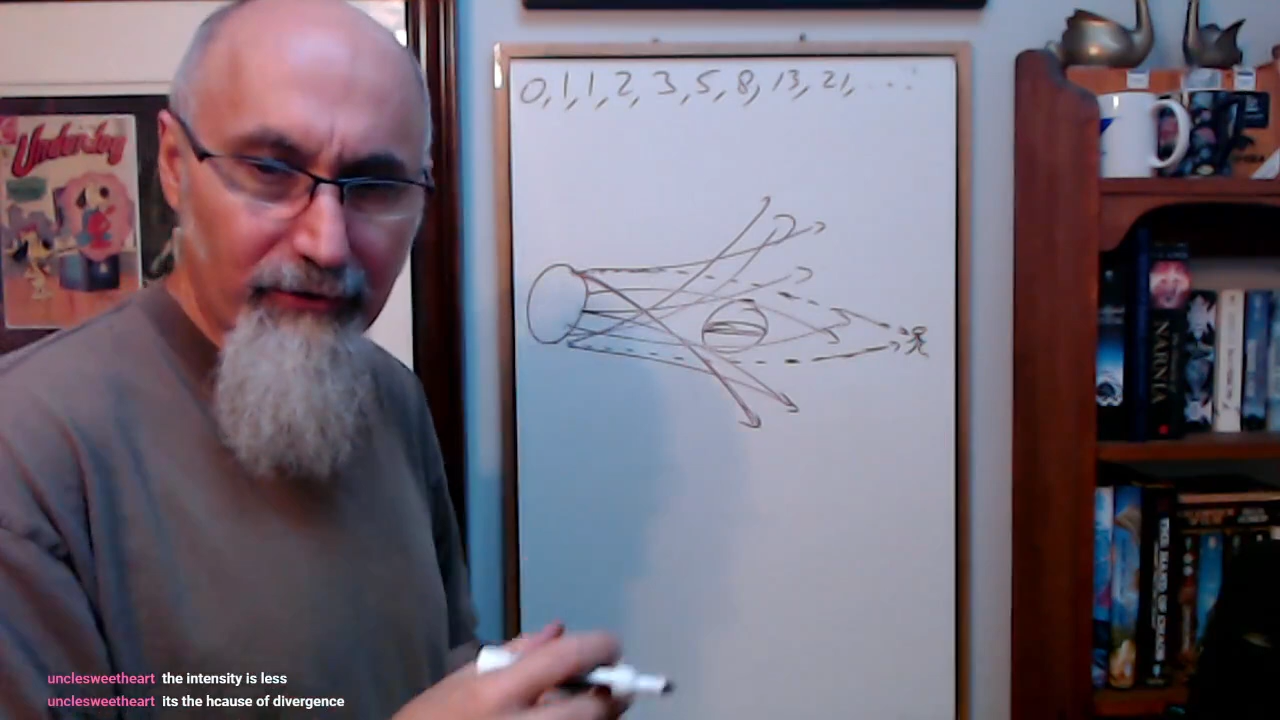 Underdog
0, 1, 1, 2, 3, 5, 8, 13, 21, ...
NARNIA
unclesweetheart the intensity is less
unclesweetheart its the hcause of divergence